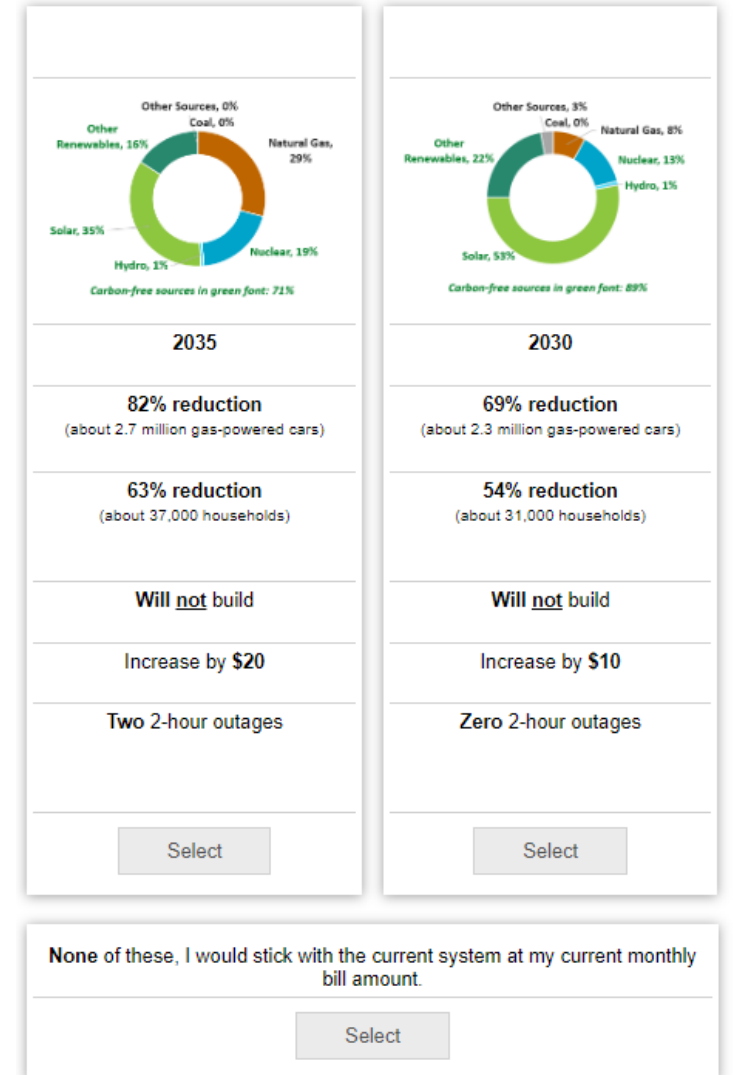 Other Sources, 0%
Coal, 0%
Other
Renewables, 16%
Natural Gas,
29%
Solar, 35%
Nuclear, 19%
Hydro, 1%
Carbon-free sources in green font: 71%
2035
82% reduction
(about 2.7 million gas-powered cars)
63% reduction
(about 37,000 households)
Will not build
Increase by $20
Two 2-hour outages
Select
Other Sources, 3%
Coal, 0%
Natural Gas, 8%
Other
Renewables, 22%
Nuclear, 13%
Hydro, 1%
Solar, 53%
Carbon-free sources in green font: 89%
2030
69% reduction
(about 2.3 million gas-powered cars)
54% reduction
(about 31,000 households)
Will not build
Increase by $10
Zero 2-hour outages
Select
None of these, I would stick with the current system at my current monthly
bill amount.
Select